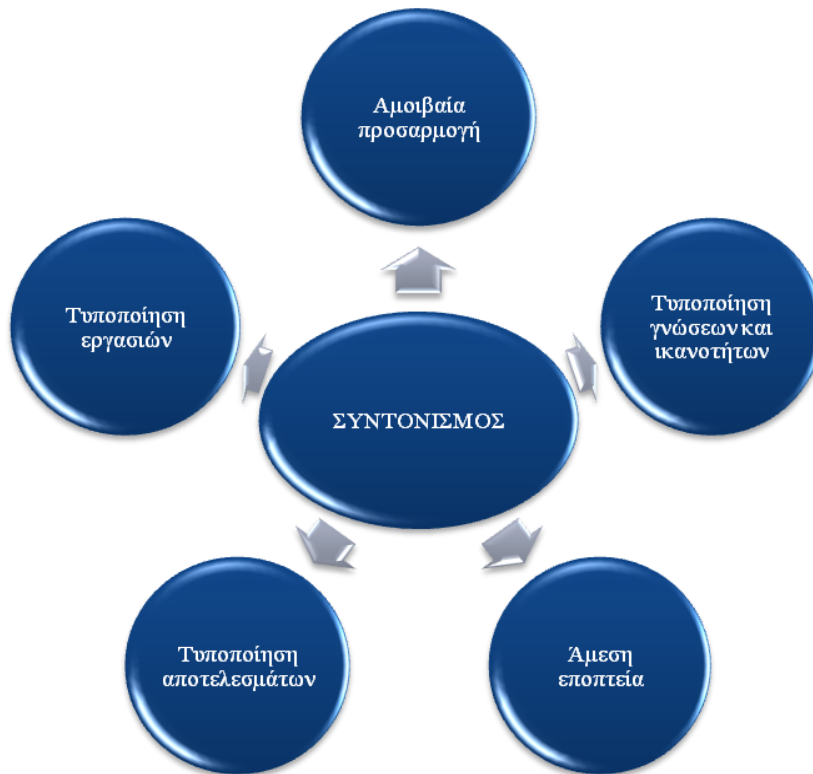 Αμοιβαία
προσαρμογή
Τυποποίηση
γνώσεων και
ικανοτήτων
Τυποποίηση
εργασιών
ΣΥΝΤΟΝΙΣΜΟΣ
Τυποποίηση
αποτελεσμάτων
Άμεση
εποπτεία